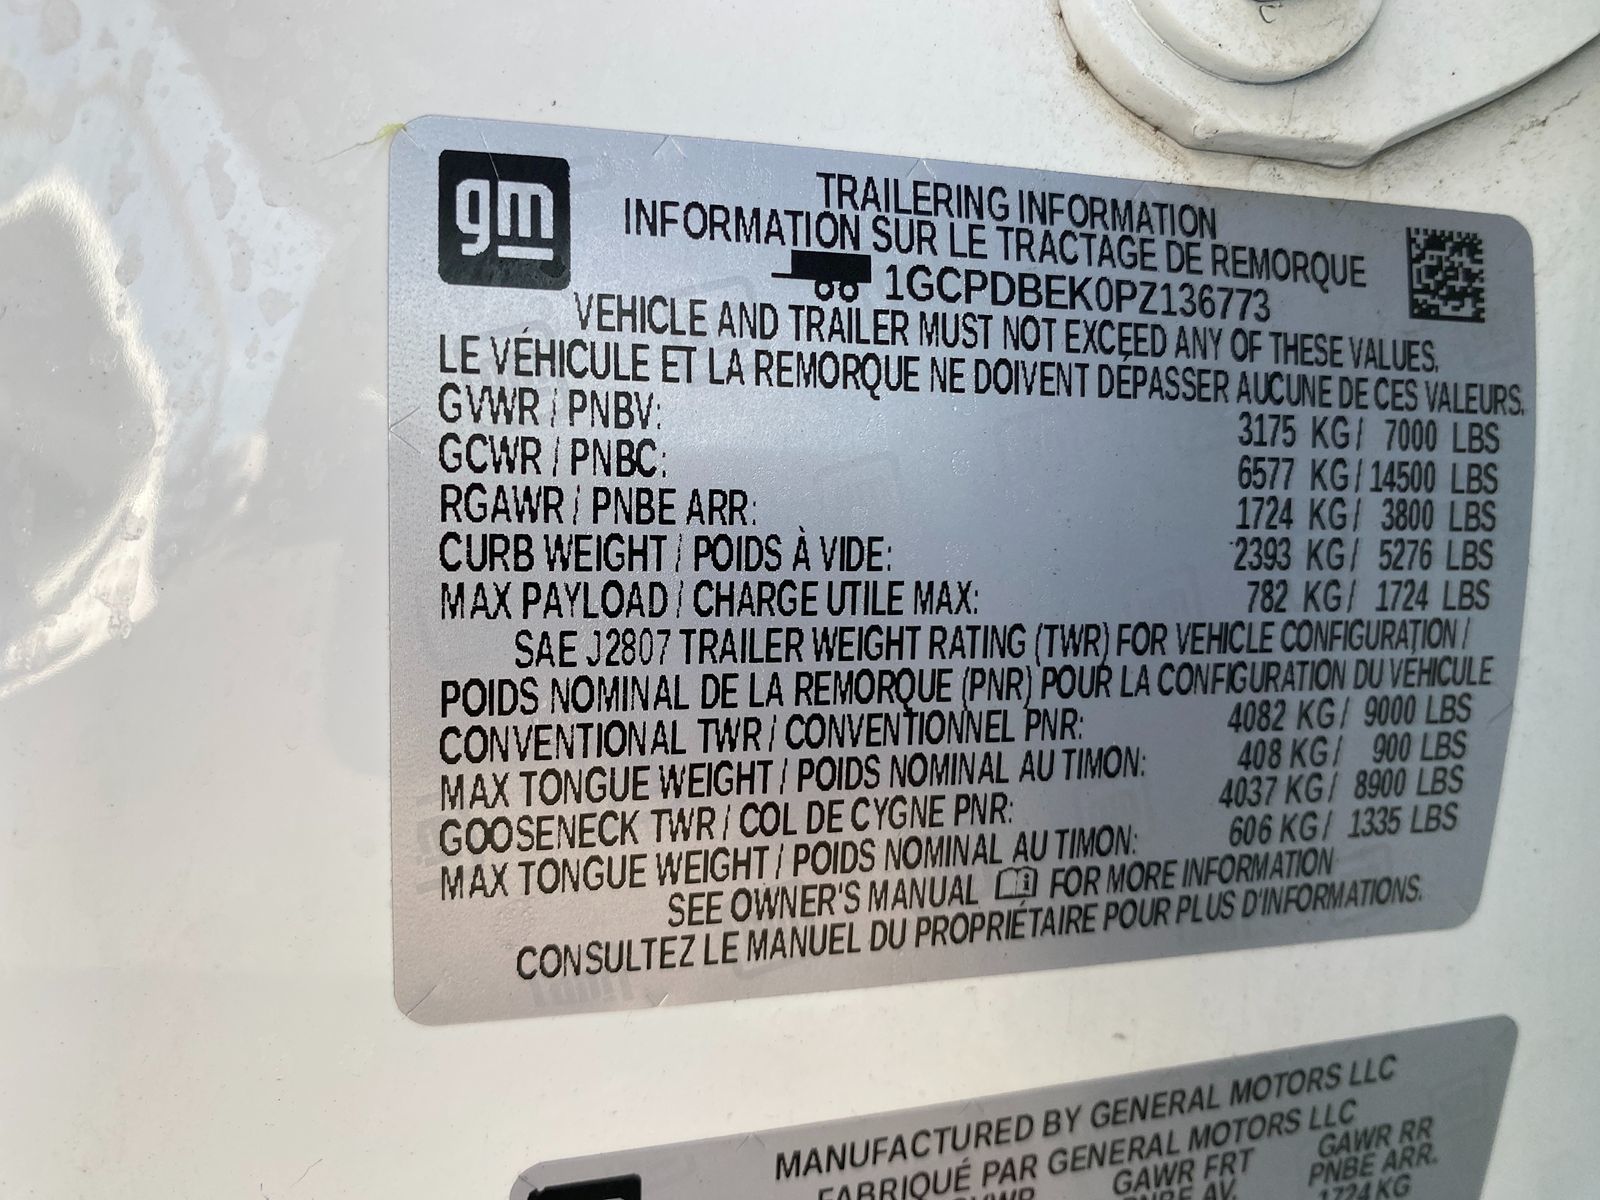 gm
TRAILERING INFORMATION
INFORMATION SUR LE TRACTAGE DE REMORQUE
1GCPDBEK0PZ136773
VEHICLE AND TRAILER MUST NOT EXCEED ANY OF THESE VALUES.
LE VÉHICULE ET LA REMORQUE NE DOIVENT DÉPASSER AUCUNE DE CES VALEURS.
GVWR / PNBV: 3175 KG / 7000 LBS
GCWR / PNBC: 6577 KG / 14500 LBS
RGAWR / PNBE ARR: 1724 KG / 3800 LBS
CURB WEIGHT / POIDS À VIDE: 2393 KG / 5276 LBS
MAX PAYLOAD / CHARGE UTILE MAX: 782 KG / 1724 LBS
SAE J2807 TRAILER WEIGHT RATING (TWR) FOR VEHICLE CONFIGURATION /
POIDS NOMINAL DE LA REMORQUE (PNR) POUR LA CONFIGURATION DU VÉHICULE
CONVENTIONAL TWR / CONVENTIONNEL PNR: 4082 KG / 9000 LBS
MAX TONGUE WEIGHT / POIDS NOMINAL AU TIMON: 408 KG / 900 LBS
GOOSENECK TWR / COL DE CYGNE PNR: 4037 KG / 8900 LBS
MAX TONGUE WEIGHT / POIDS NOMINAL AU TIMON: 606 KG / 1335 LBS
SEE OWNER'S MANUAL FOR MORE INFORMATION
CONSULTEZ LE MANUEL DU PROPRIÉTAIRE POUR PLUS D'INFORMATIONS.
MANUFACTURED BY GENERAL MOTORS LLC
FABRIQUÉ PAR GENERAL MOTORS LLC
GVWR GAWR FRT GAWR RR
PNBE AV. PNBE ARR.
1724 KG